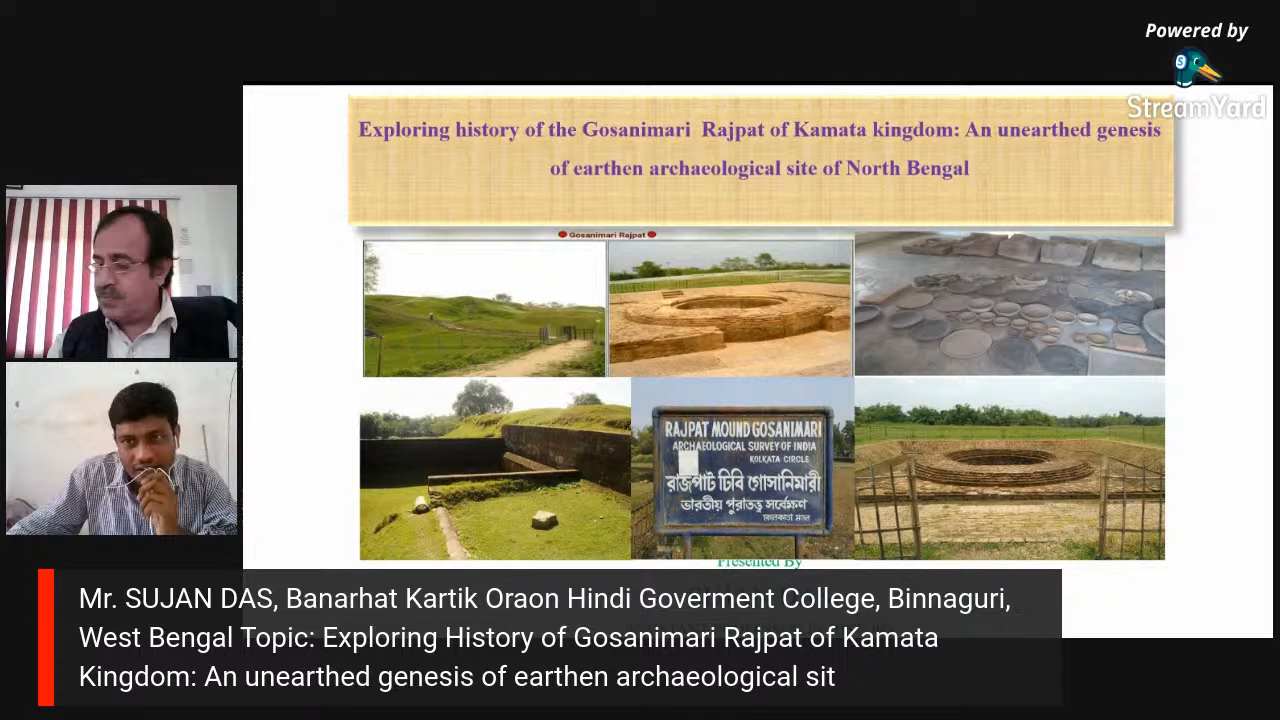 Powered by
StreamYard
Exploring history of the Gosanimari Rajpat of Kamata kingdom: An unearthed genesis
of earthen archaeological site of North Bengal
Gosanimari Rajpat
RAJPAT MOUND GOSANIMARI
ARCHAEOLOGICAL SURVEY OF INDIA
KOLKATA CIRCLE
রাজপাট ঢিবি গোসানিমারী
ভারতীয় পুরাতত্ত্ব সর্বেক্ষণ
কোলকাতা মন্ডল
Presented By
Mr. SUJAN DAS, Banarhat Kartik Oraon Hindi Goverment College, Binnaguri,
West Bengal Topic: Exploring History of Gosanimari Rajpat of Kamata
Kingdom: An unearthed genesis of earthen archaeological sit